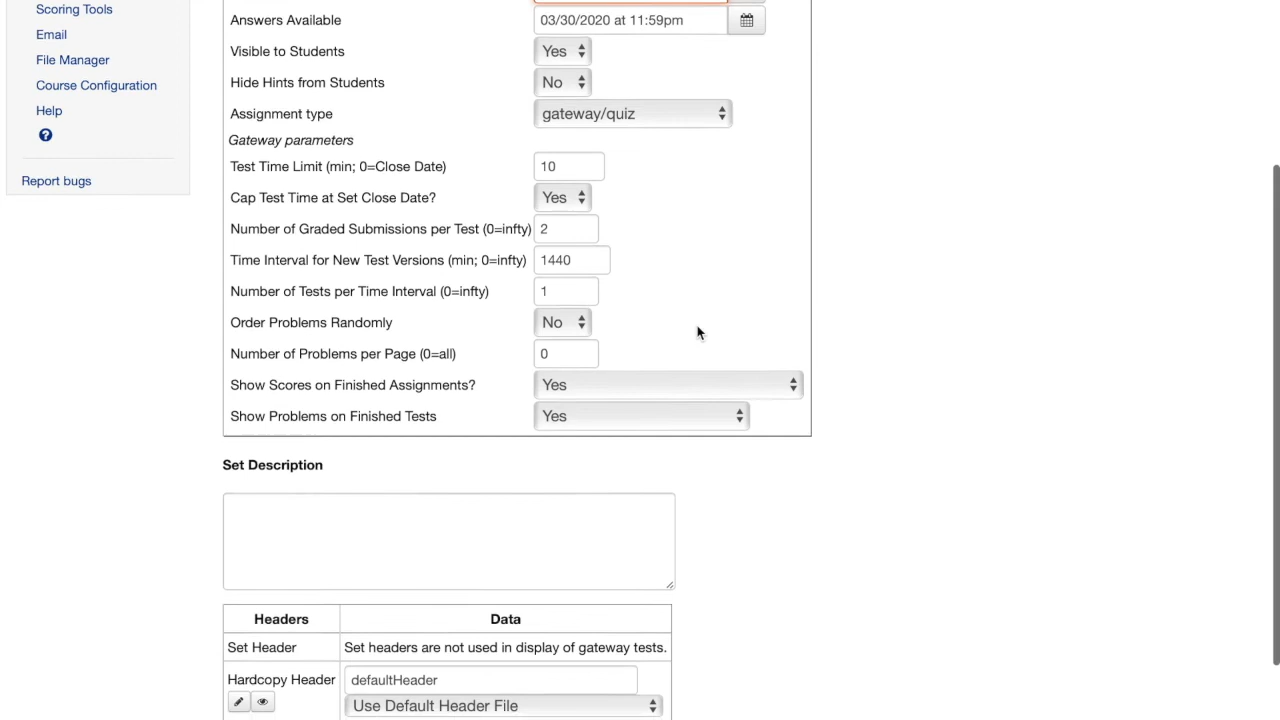 Scoring Tools
Email
File Manager
Course Configuration
Help
?
Report bugs
Answers Available 03/30/2020 at 11:59pm
Visible to Students Yes
Hide Hints from Students No
Assignment type gateway/quiz
Gateway parameters
Test Time Limit (min; 0=Close Date) 10
Cap Test Time at Set Close Date? Yes
Number of Graded Submissions per Test (0=infty) 2
Time Interval for New Test Versions (min; 0=infty) 1440
Number of Tests per Time Interval (0=infty) 1
Order Problems Randomly No
Number of Problems per Page (0=all) 0
Show Scores on Finished Assignments? Yes
Show Problems on Finished Tests Yes
Set Description
Headers Data
Set Header Set headers are not used in display of gateway tests.
Hardcopy Header defaultHeader
Use Default Header File